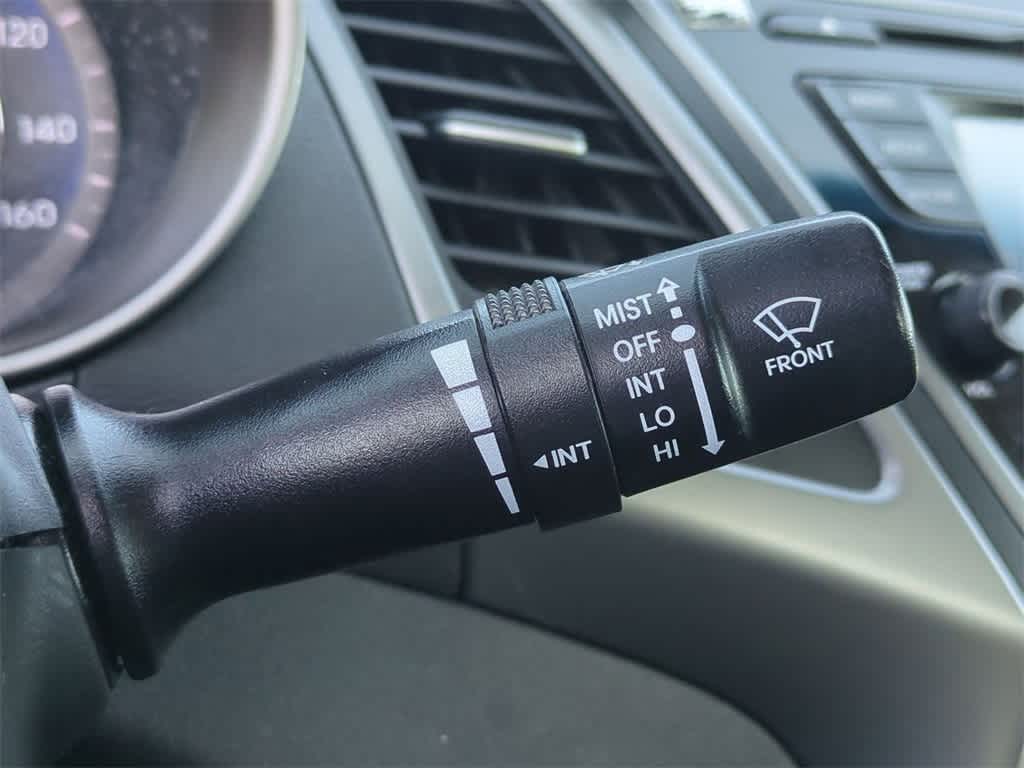 120
140
160
MIST
OFF
INT
LO
HI
FRONT
◄INT